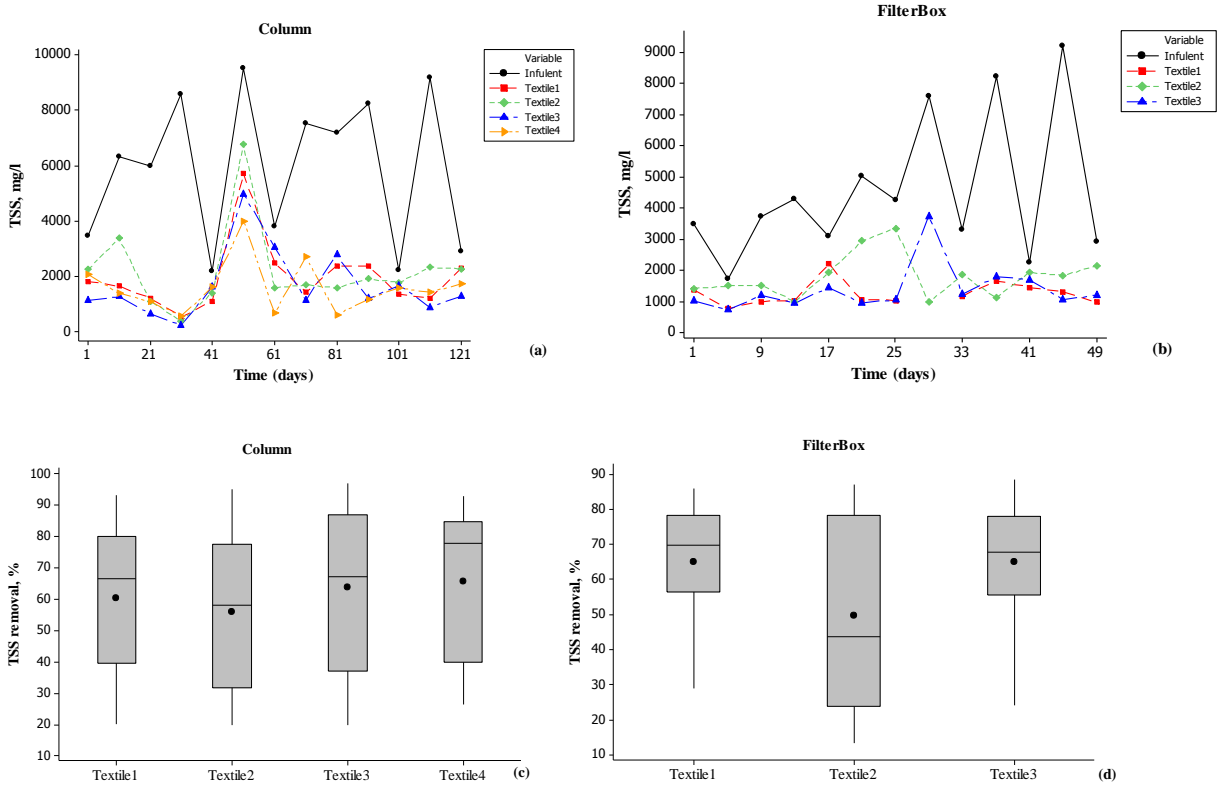 Column
TSS, mg/l
10000
8000
6000
4000
2000
0
1 21 41 61 81 101 121
Time (days)
(a)
Variable
Infulent
Textile1
Textile2
Textile3
Textile4
FilterBox
TSS, mg/l
9000
8000
7000
6000
5000
4000
3000
2000
1000
0
1 9 17 25 33 41 49
Time (days)
(b)
Variable
Infulent
Textile1
Textile2
Textile3
Column
TSS removal, %
100
90
80
70
60
50
40
30
20
10
Textile1 Textile2 Textile3 Textile4
(c)
FilterBox
TSS removal, %
90
80
70
60
50
40
30
20
10
Textile1 Textile2 Textile3
(d)